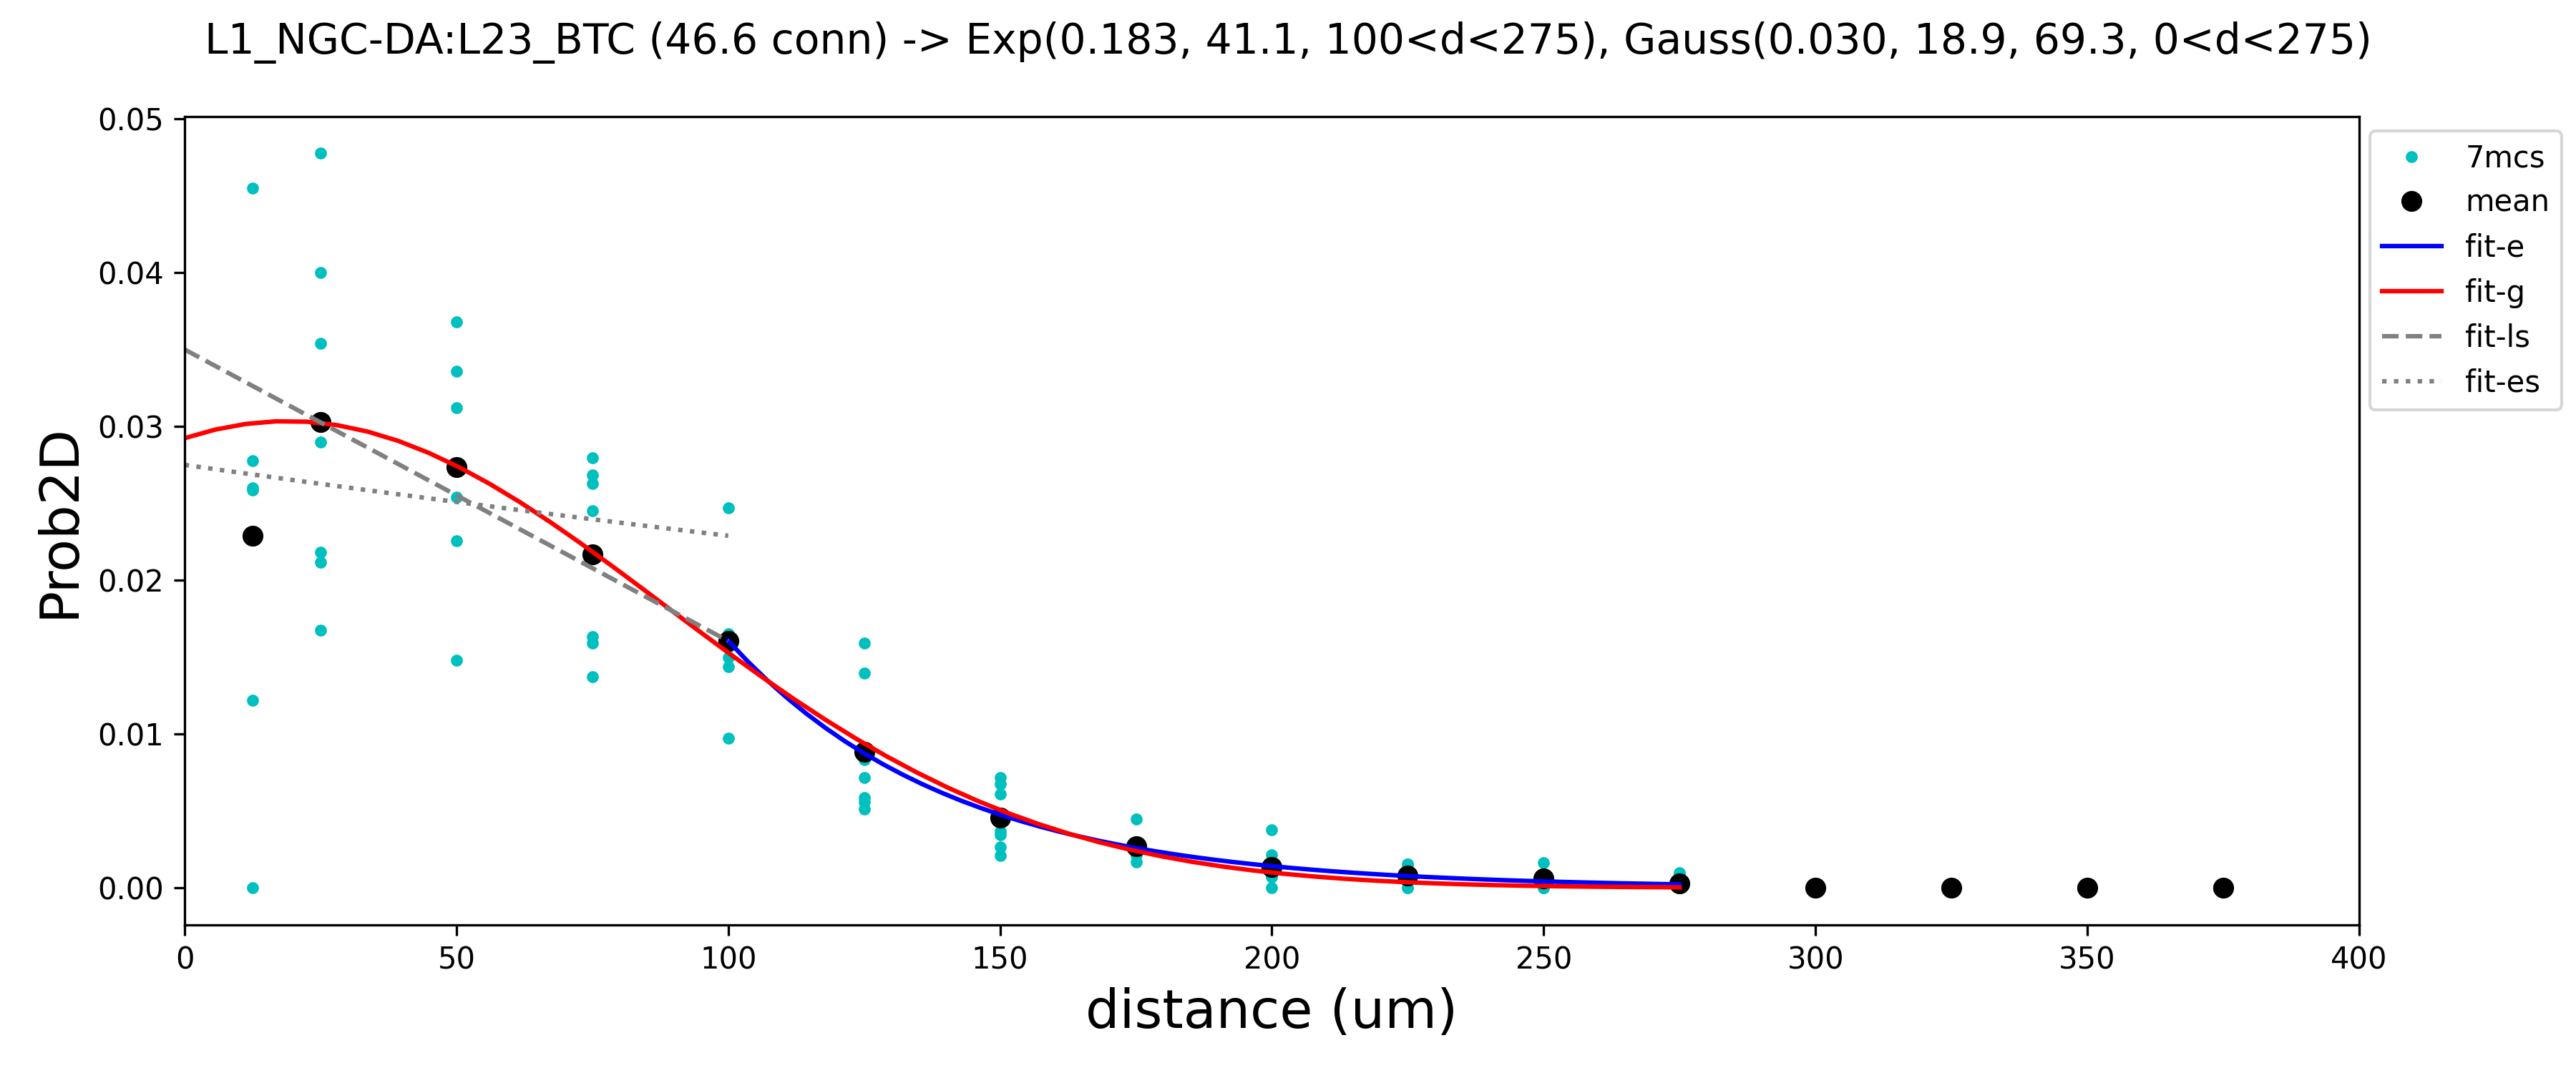 L1_NGC-DA:L23_BTC (46.6 conn) -> Exp(0.183, 41.1, 100<d<275), Gauss(0.030, 18.9, 69.3, 0<d<275)
0.05
0.04
0.03
0.02
0.01
0.00
Prob2D
0 50 100 150 200 250 300 350 400
distance (um)
7mcs
mean
fit-e
fit-g
fit-ls
fit-es